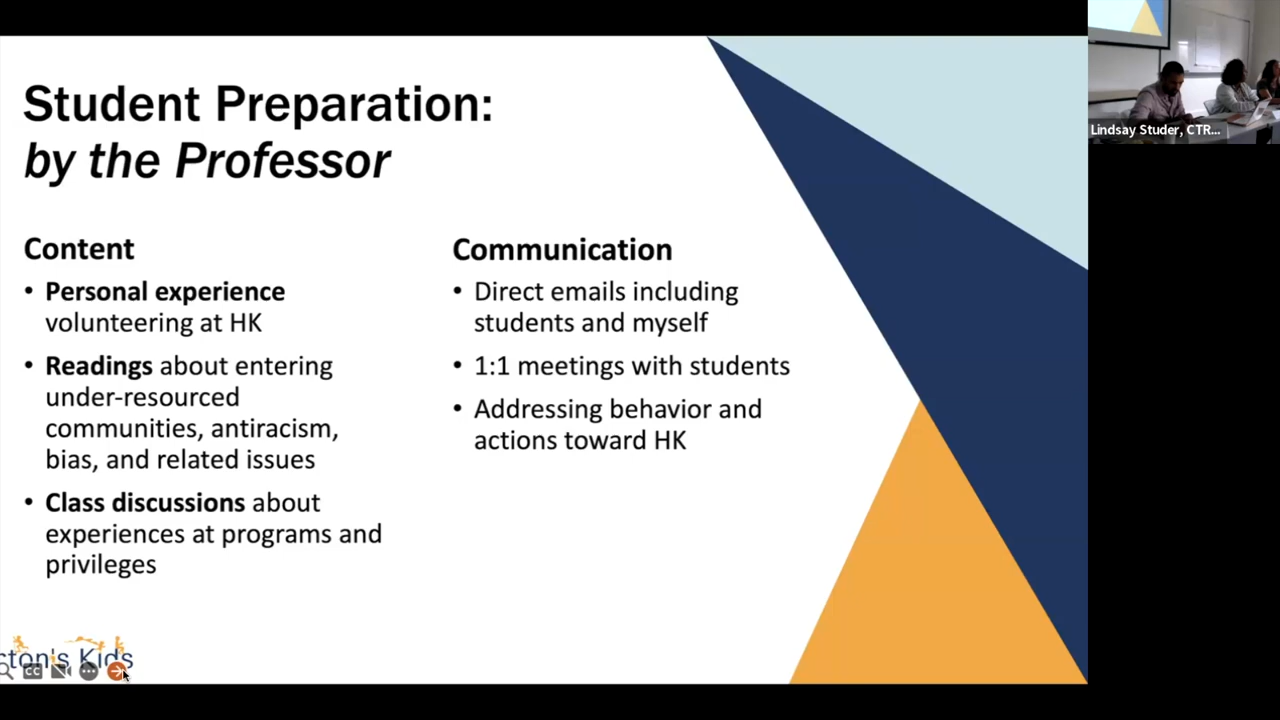 Student Preparation:
by the Professor
Content
• Personal experience
volunteering at HK
• Readings about entering
under-resourced
communities, antiracism,
bias, and related issues
• Class discussions about
experiences at programs and
privileges
Communication
• Direct emails including
students and myself
• 1:1 meetings with students
• Addressing behavior and
actions toward HK
cton's Kids
CC
Lindsay Studer, CTR...